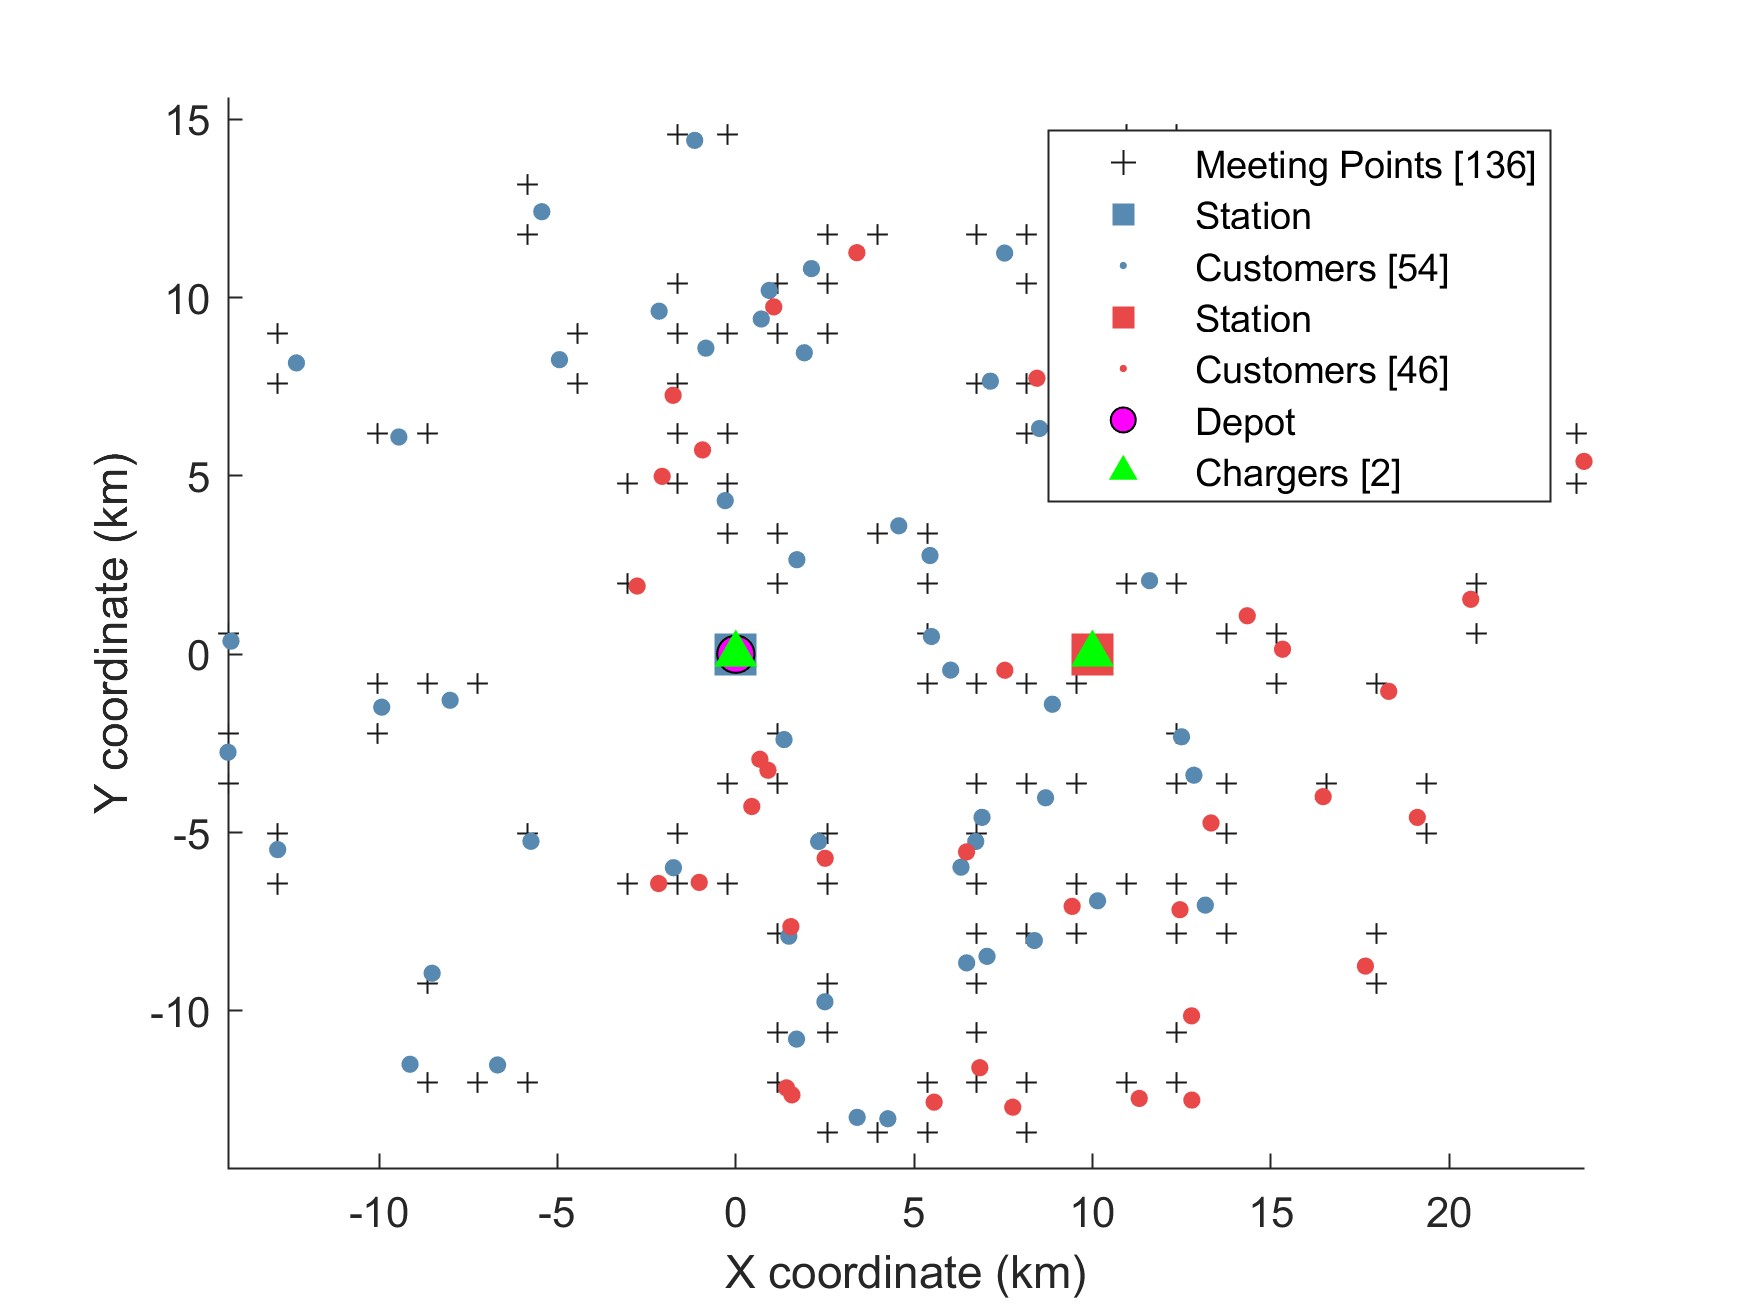 15
10
5
0
-5
-10
Y coordinate (km)
-10 -5 0 5 10 15 20
X coordinate (km)
Meeting Points [136]
Station
Customers [54]
Station
Customers [46]
Depot
Chargers [2]